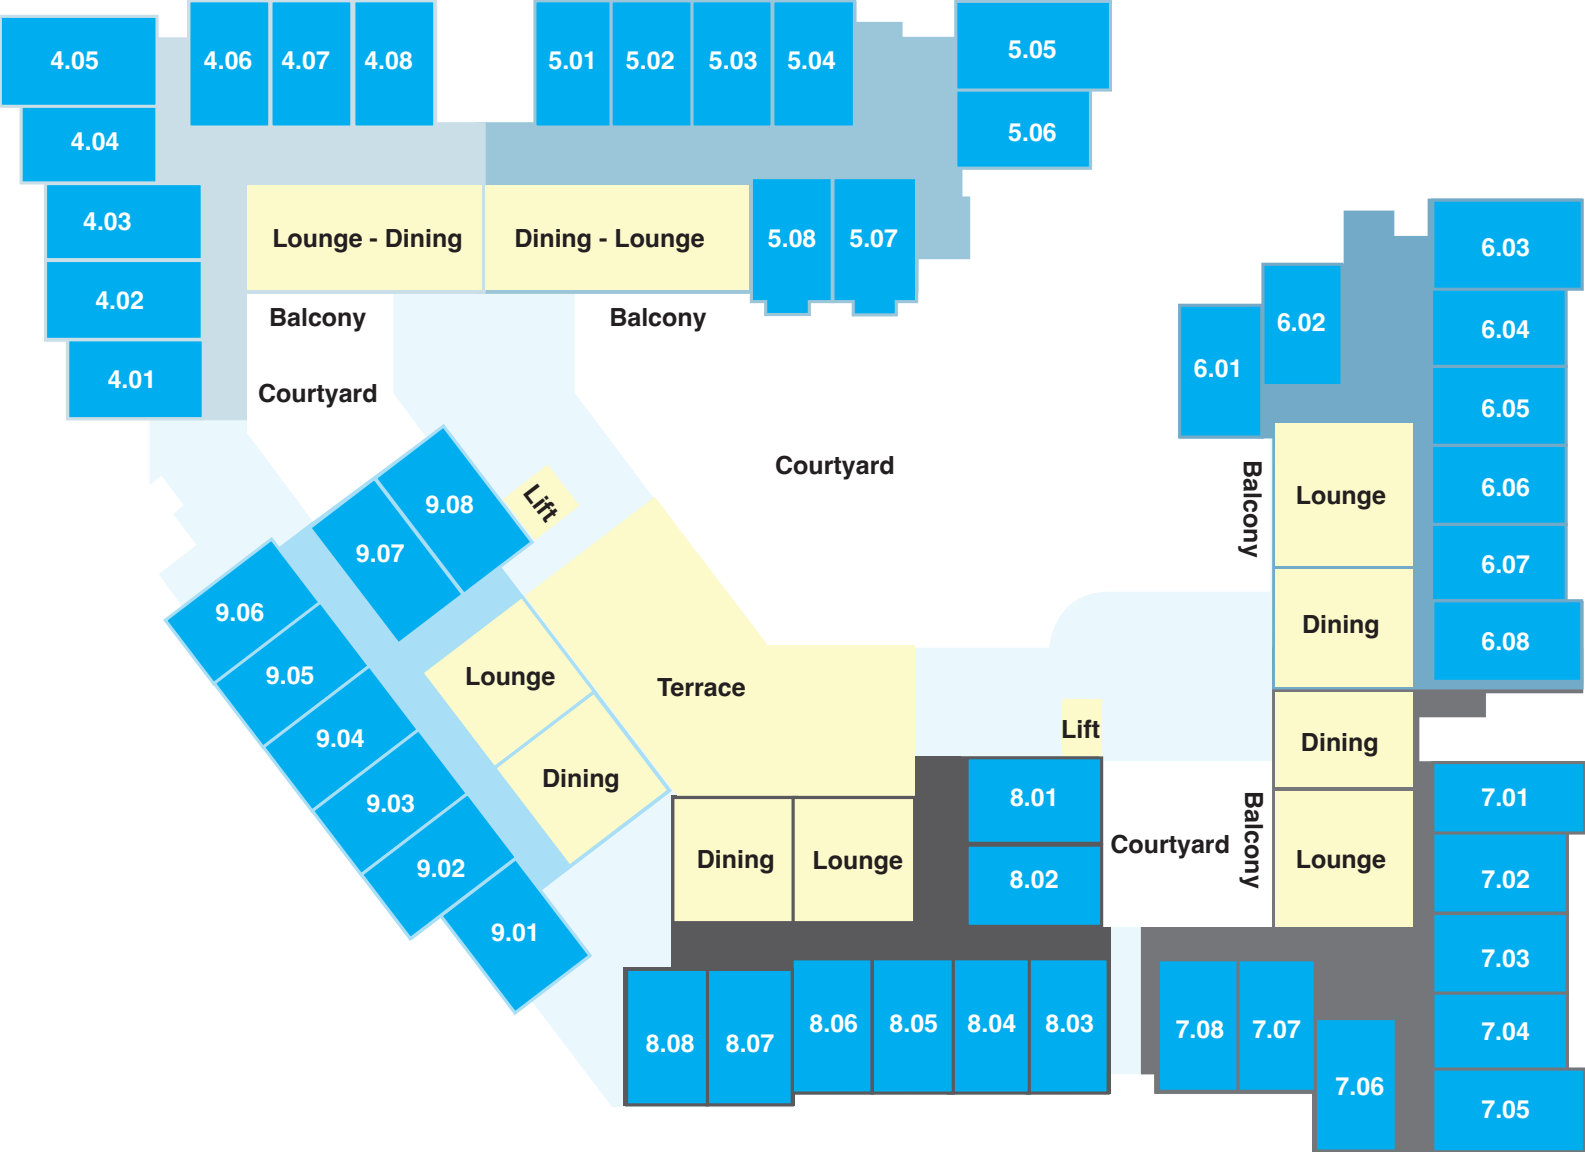 4.05
4.06
4.07
4.08
5.01
5.02
5.03
5.04
5.05
4.04
5.06
4.03
Lounge - Dining
Dining - Lounge
5.08
5.07
6.03
4.02
Balcony
Balcony
6.02
6.04
4.01
Courtyard
6.01
6.05
Courtyard
9.08
Lift
Balcony
Lounge
6.06
9.07
6.07
9.06
Dining
6.08
9.05
Lounge
Terrace
9.04
Lift
Dining
9.03
Dining
8.01
7.01
9.02
Dining
Lounge
8.02
Courtyard
Balcony
Lounge
7.02
9.01
7.03
8.08
8.07
8.06
8.05
8.04
8.03
7.08
7.07
7.04
7.06
7.05